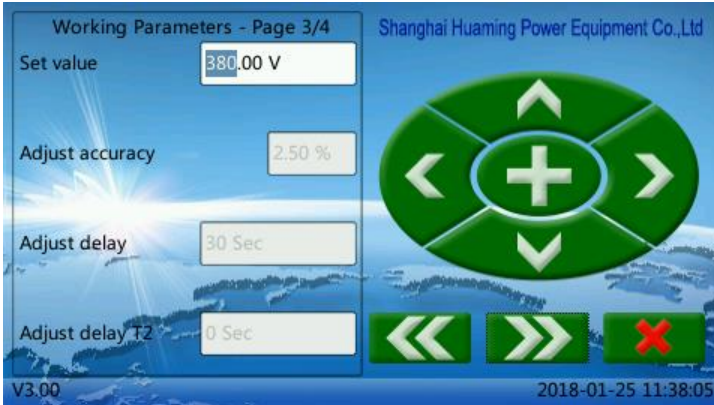 Working Parameters - Page 3/4
Shanghai Huaming Power Equipment Co.,Ltd
Set value
380.00 V
Adjust accuracy
2.50 %
Adjust delay
30 Sec
Adjust delay T2
0 Sec
V3.00
2018-01-25 11:38:05